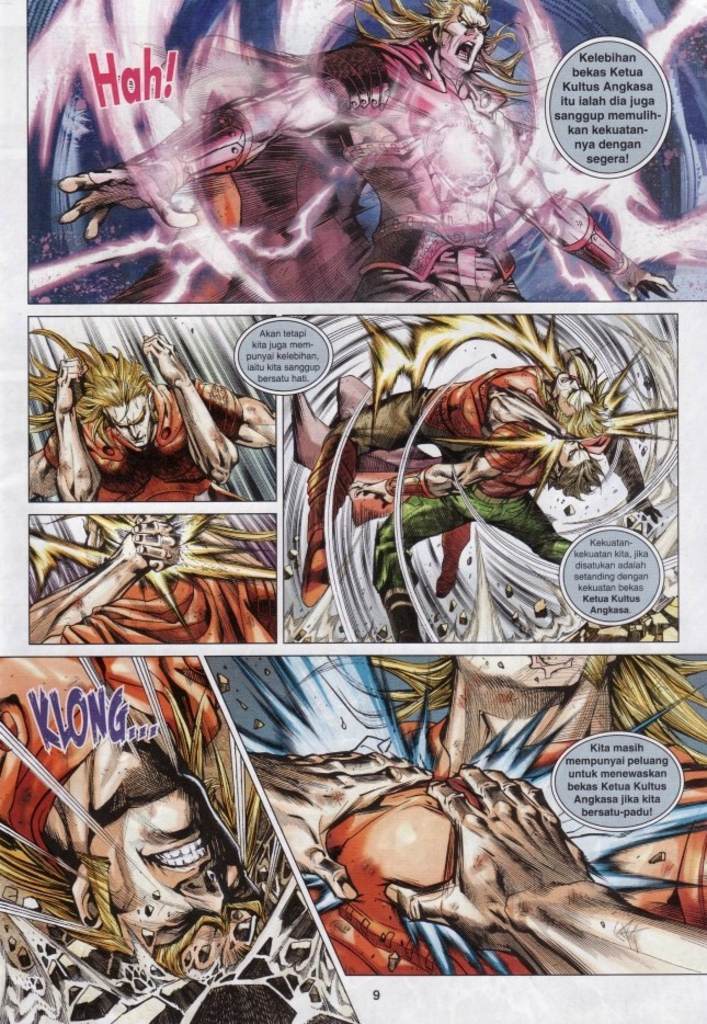 Hah!
Kelebihan
bekas Ketua
Kultus Angkasa
itu ialah dia juga
sanggup memulih-
kan kekuatan-
nya dengan
segera!
Akan tetapi
kita juga mem-
punyai kelebihan,
iaitu kita sanggup
bersatu hati.
Kekuatan-
kekuatan kita, jika
disatukan adalah
setanding dengan
kekuatan bekas
Ketua Kultus
Angkasa.
KLONG...
Kita masih
mempunyai peluang
untuk menewaskan
bekas Ketua Kultus
Angkasa jika kita
bersatu-padu!
9